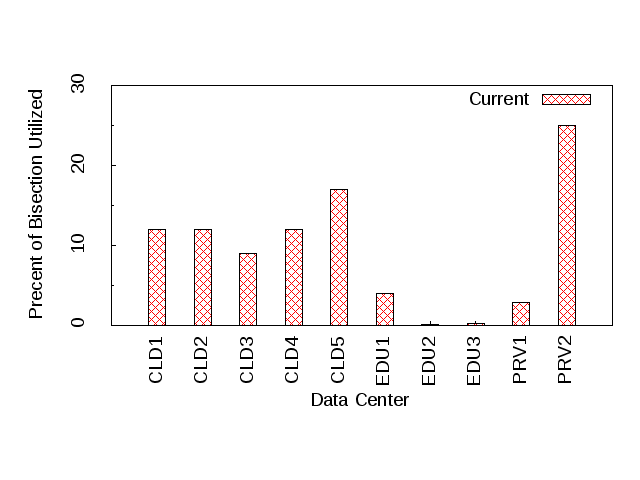 Current
Precent of Bisection Utilized
30
20
10
0
CLD1
CLD2
CLD3
CLD4
CLD5
EDU1
EDU2
EDU3
PRV1
PRV2
Data Center